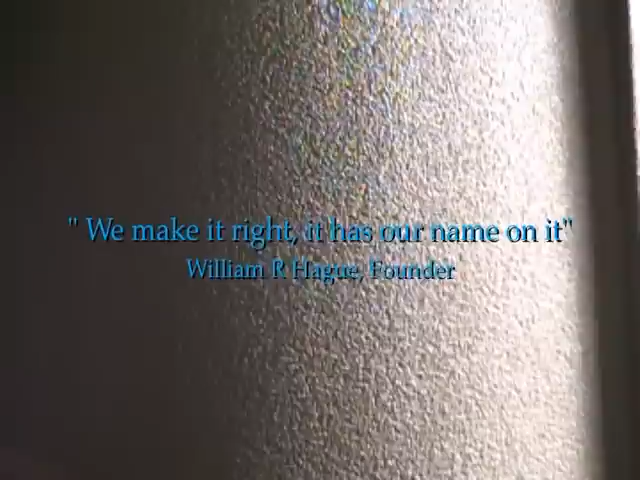 " We make it right, it has our name on it"
William R Hague, Founder